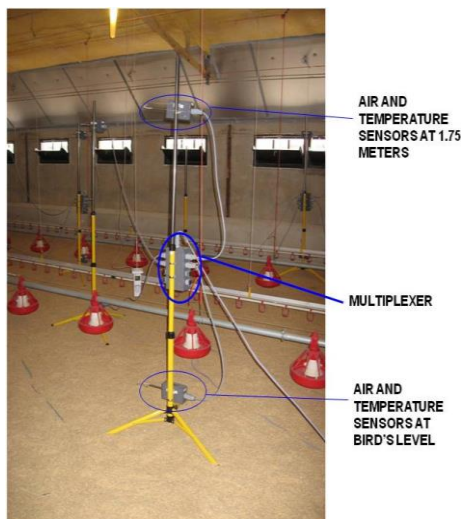 AIR AND
TEMPERATURE
SENSORS AT 1.75
METERS
MULTIPLEXER
AIR AND
TEMPERATURE
SENSORS AT
BIRD'S LEVEL